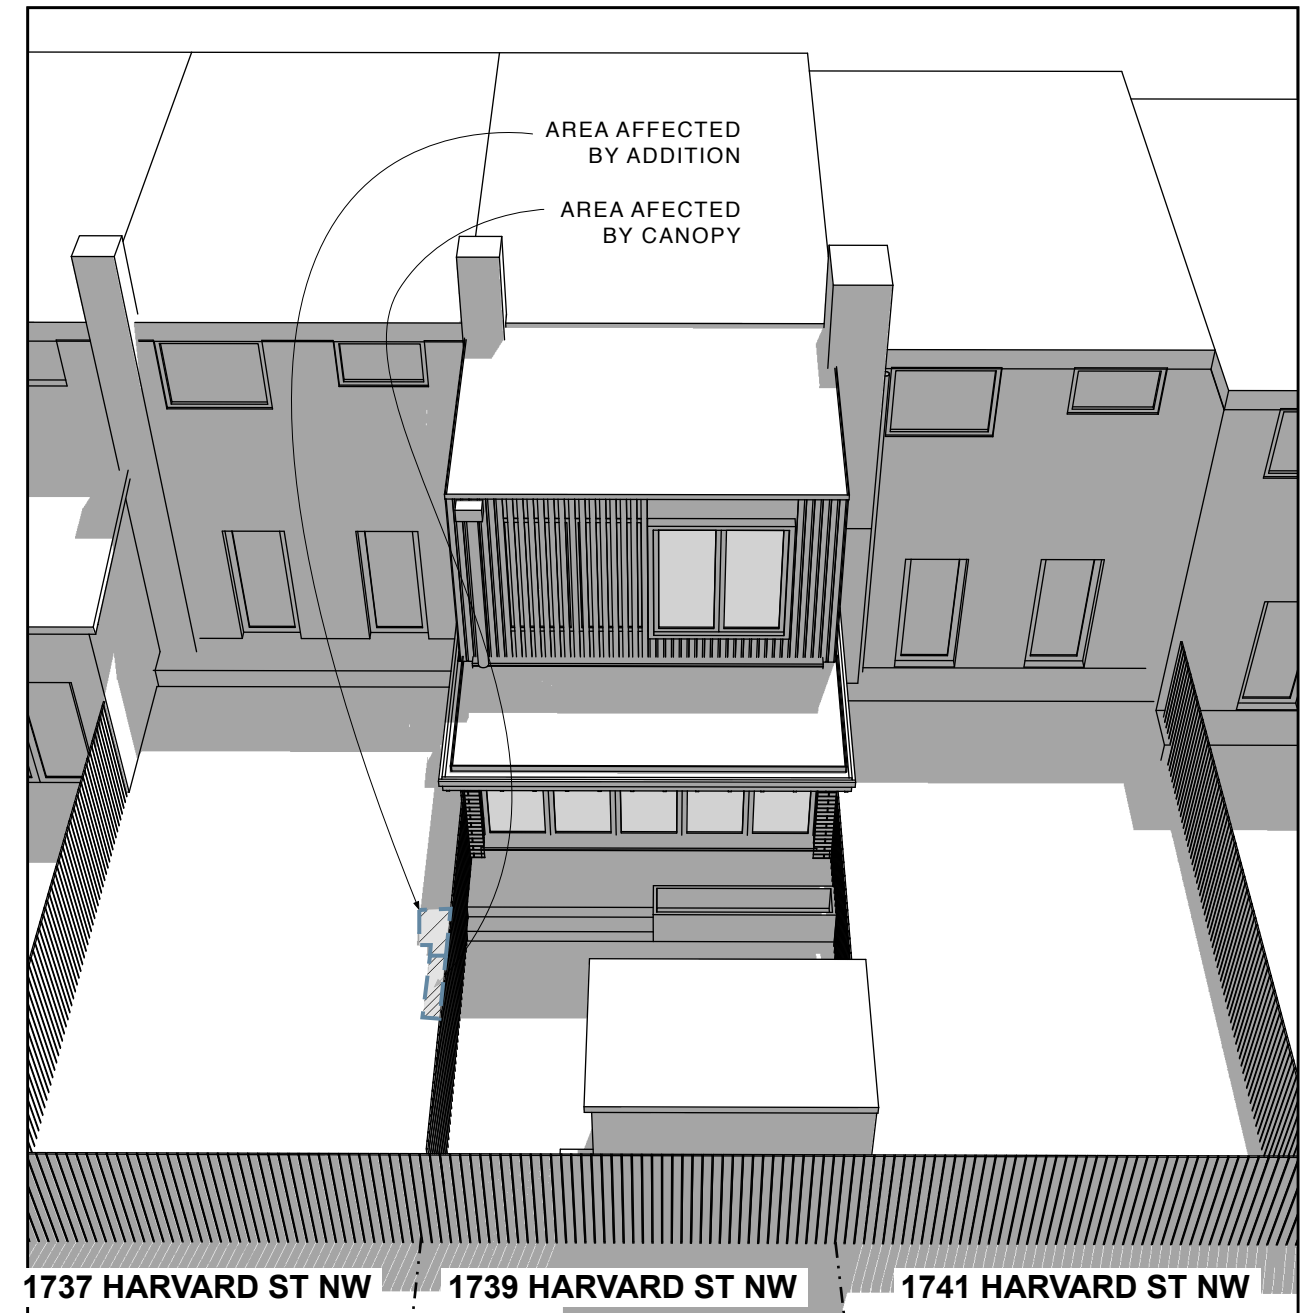 AREA AFFECTED
BY ADDITION
AREA AFECTED
BY CANOPY
1737 HARVARD ST NW
1739 HARVARD ST NW
1741 HARVARD ST NW